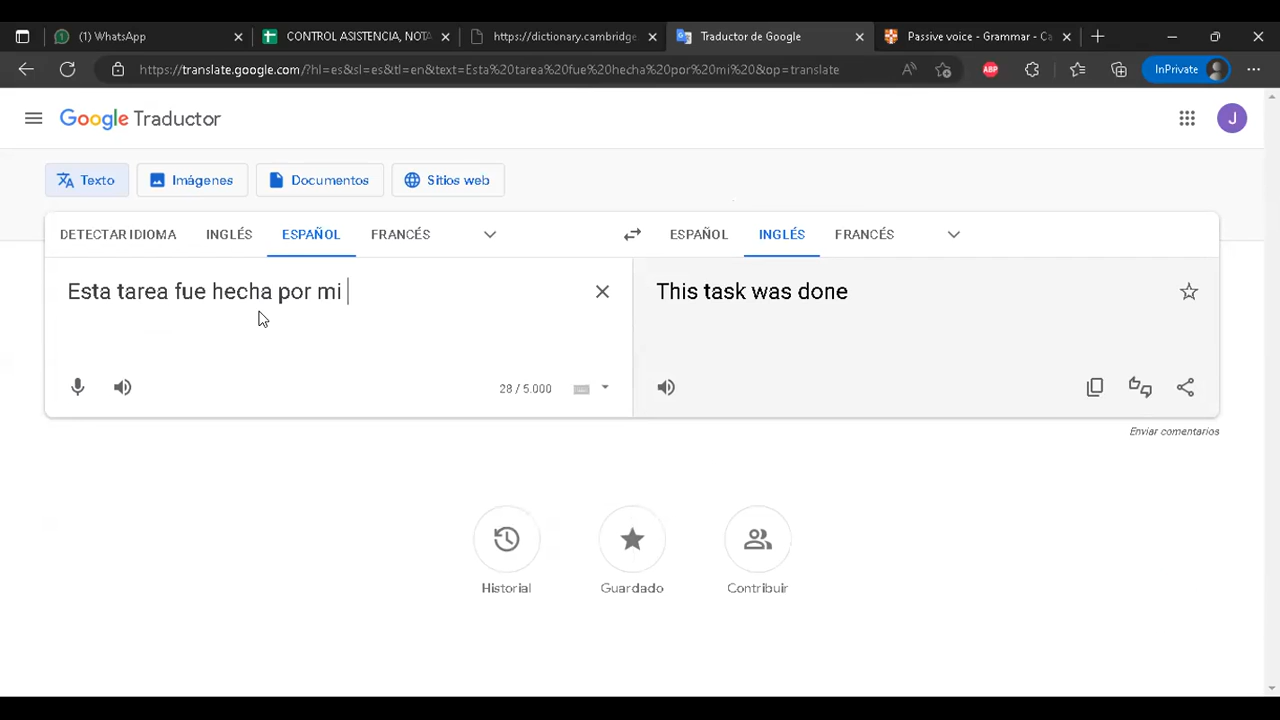 (1) WhatsApp
CONTROL ASISTENCIA, NOTA
https://dictionary.cambridge.
Traductor de Google
Passive voice - Grammar - Ca
https://translate.google.com/?hl=es&sl=es&tl=en&text=Esta%20tarea%20fue%20hecha%20por%20mi%20&op=translate
ABP
InPrivate
Google Traductor
J
Texto
Imágenes
Documentos
Sitios web
DETECTAR IDIOMA
INGLÉS
ESPAÑOL
FRANCÉS
ESPAÑOL
INGLÉS
FRANCÉS
Esta tarea fue hecha por mi
This task was done
28 / 5.000
Enviar comentarios
Historial
Guardado
Contribuir